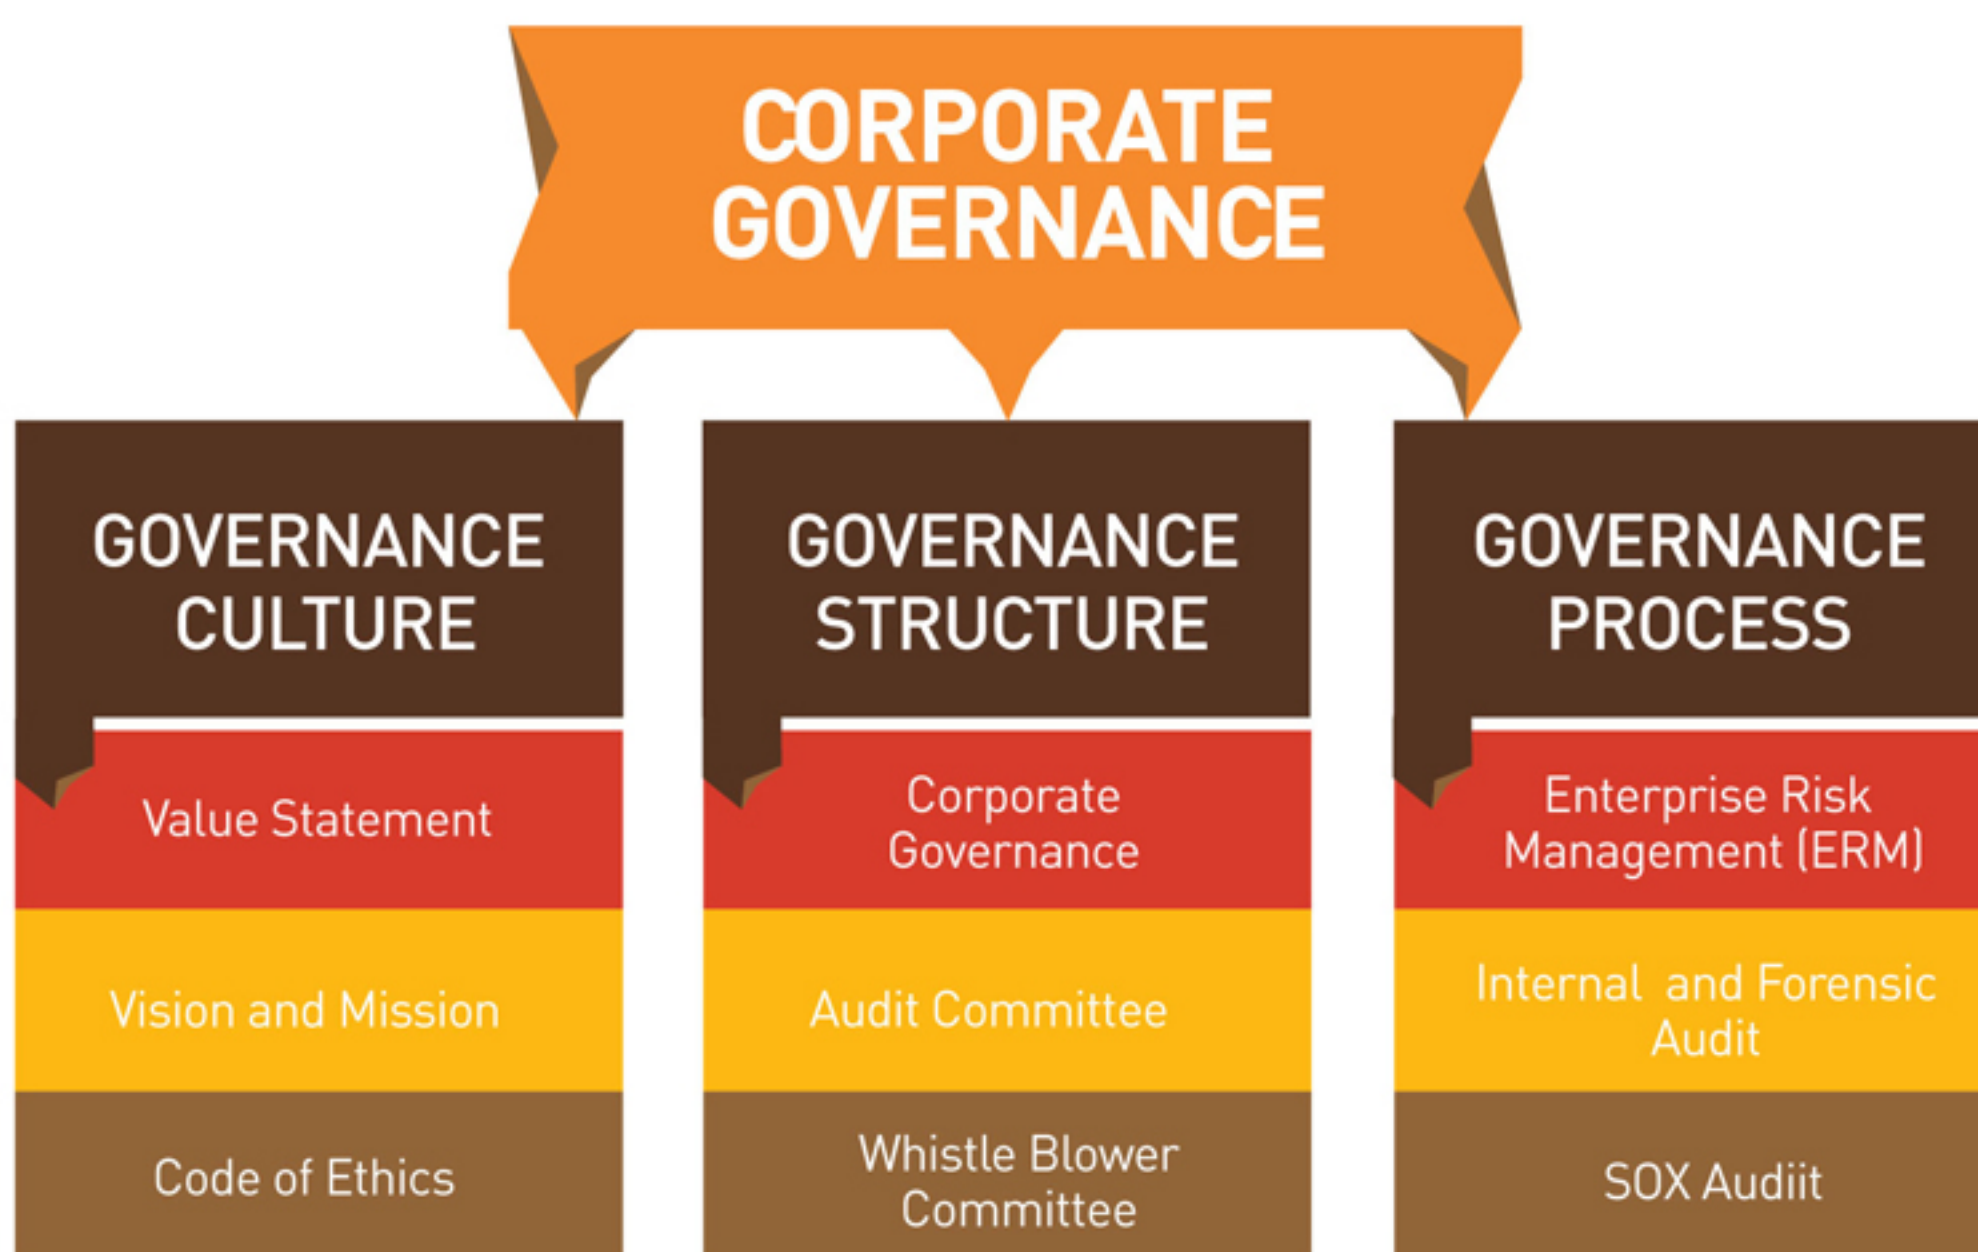 CORPORATE
GOVERNANCE
GOVERNANCE
CULTURE
Value Statement
Vision and Mission
Code of Ethics
GOVERNANCE
STRUCTURE
Corporate
Governance
Audit Committee
Whistle Blower
Committee
GOVERNANCE
PROCESS
Enterprise Risk
Management (ERM)
Internal and Forensic
Audit
SOX Audiit